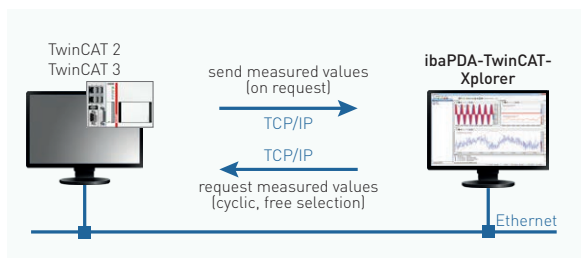 TwinCAT 2
TwinCAT 3
send measured values
(on request)
TCP/IP
TCP/IP
request measured values
(cyclic, free selection)
ibaPDA-TwinCAT-
Xplorer
Ethernet